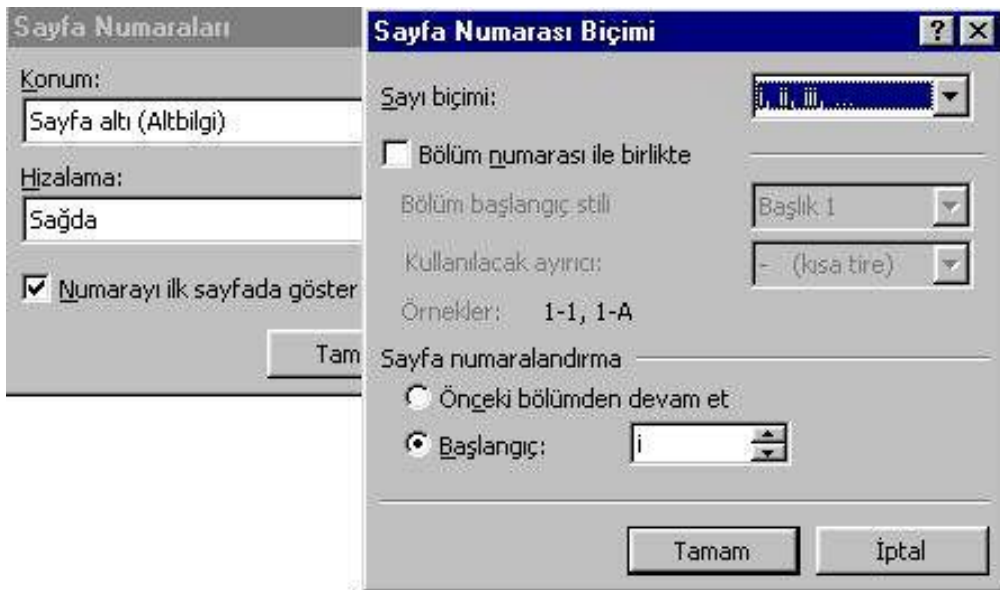 Sayfa Numaraları
Konum:
Sayfa altı (Altbilgi)
Hizalama:
Sağda
Numarayı ilk sayfada göster
Tam
Sayfa Numarası Biçimi
Sayı biçimi:
i, ii, iii, ...
Bölüm numarası ile birlikte
Bölüm başlangıç stili
Başlık 1
Kullanılacak ayırıcı:
- (kısa tire)
Örnekler: 1-1, 1-A
Sayfa numaralandırma
Önceki bölümden devam et
Başlangıç: i
Tamam
İptal